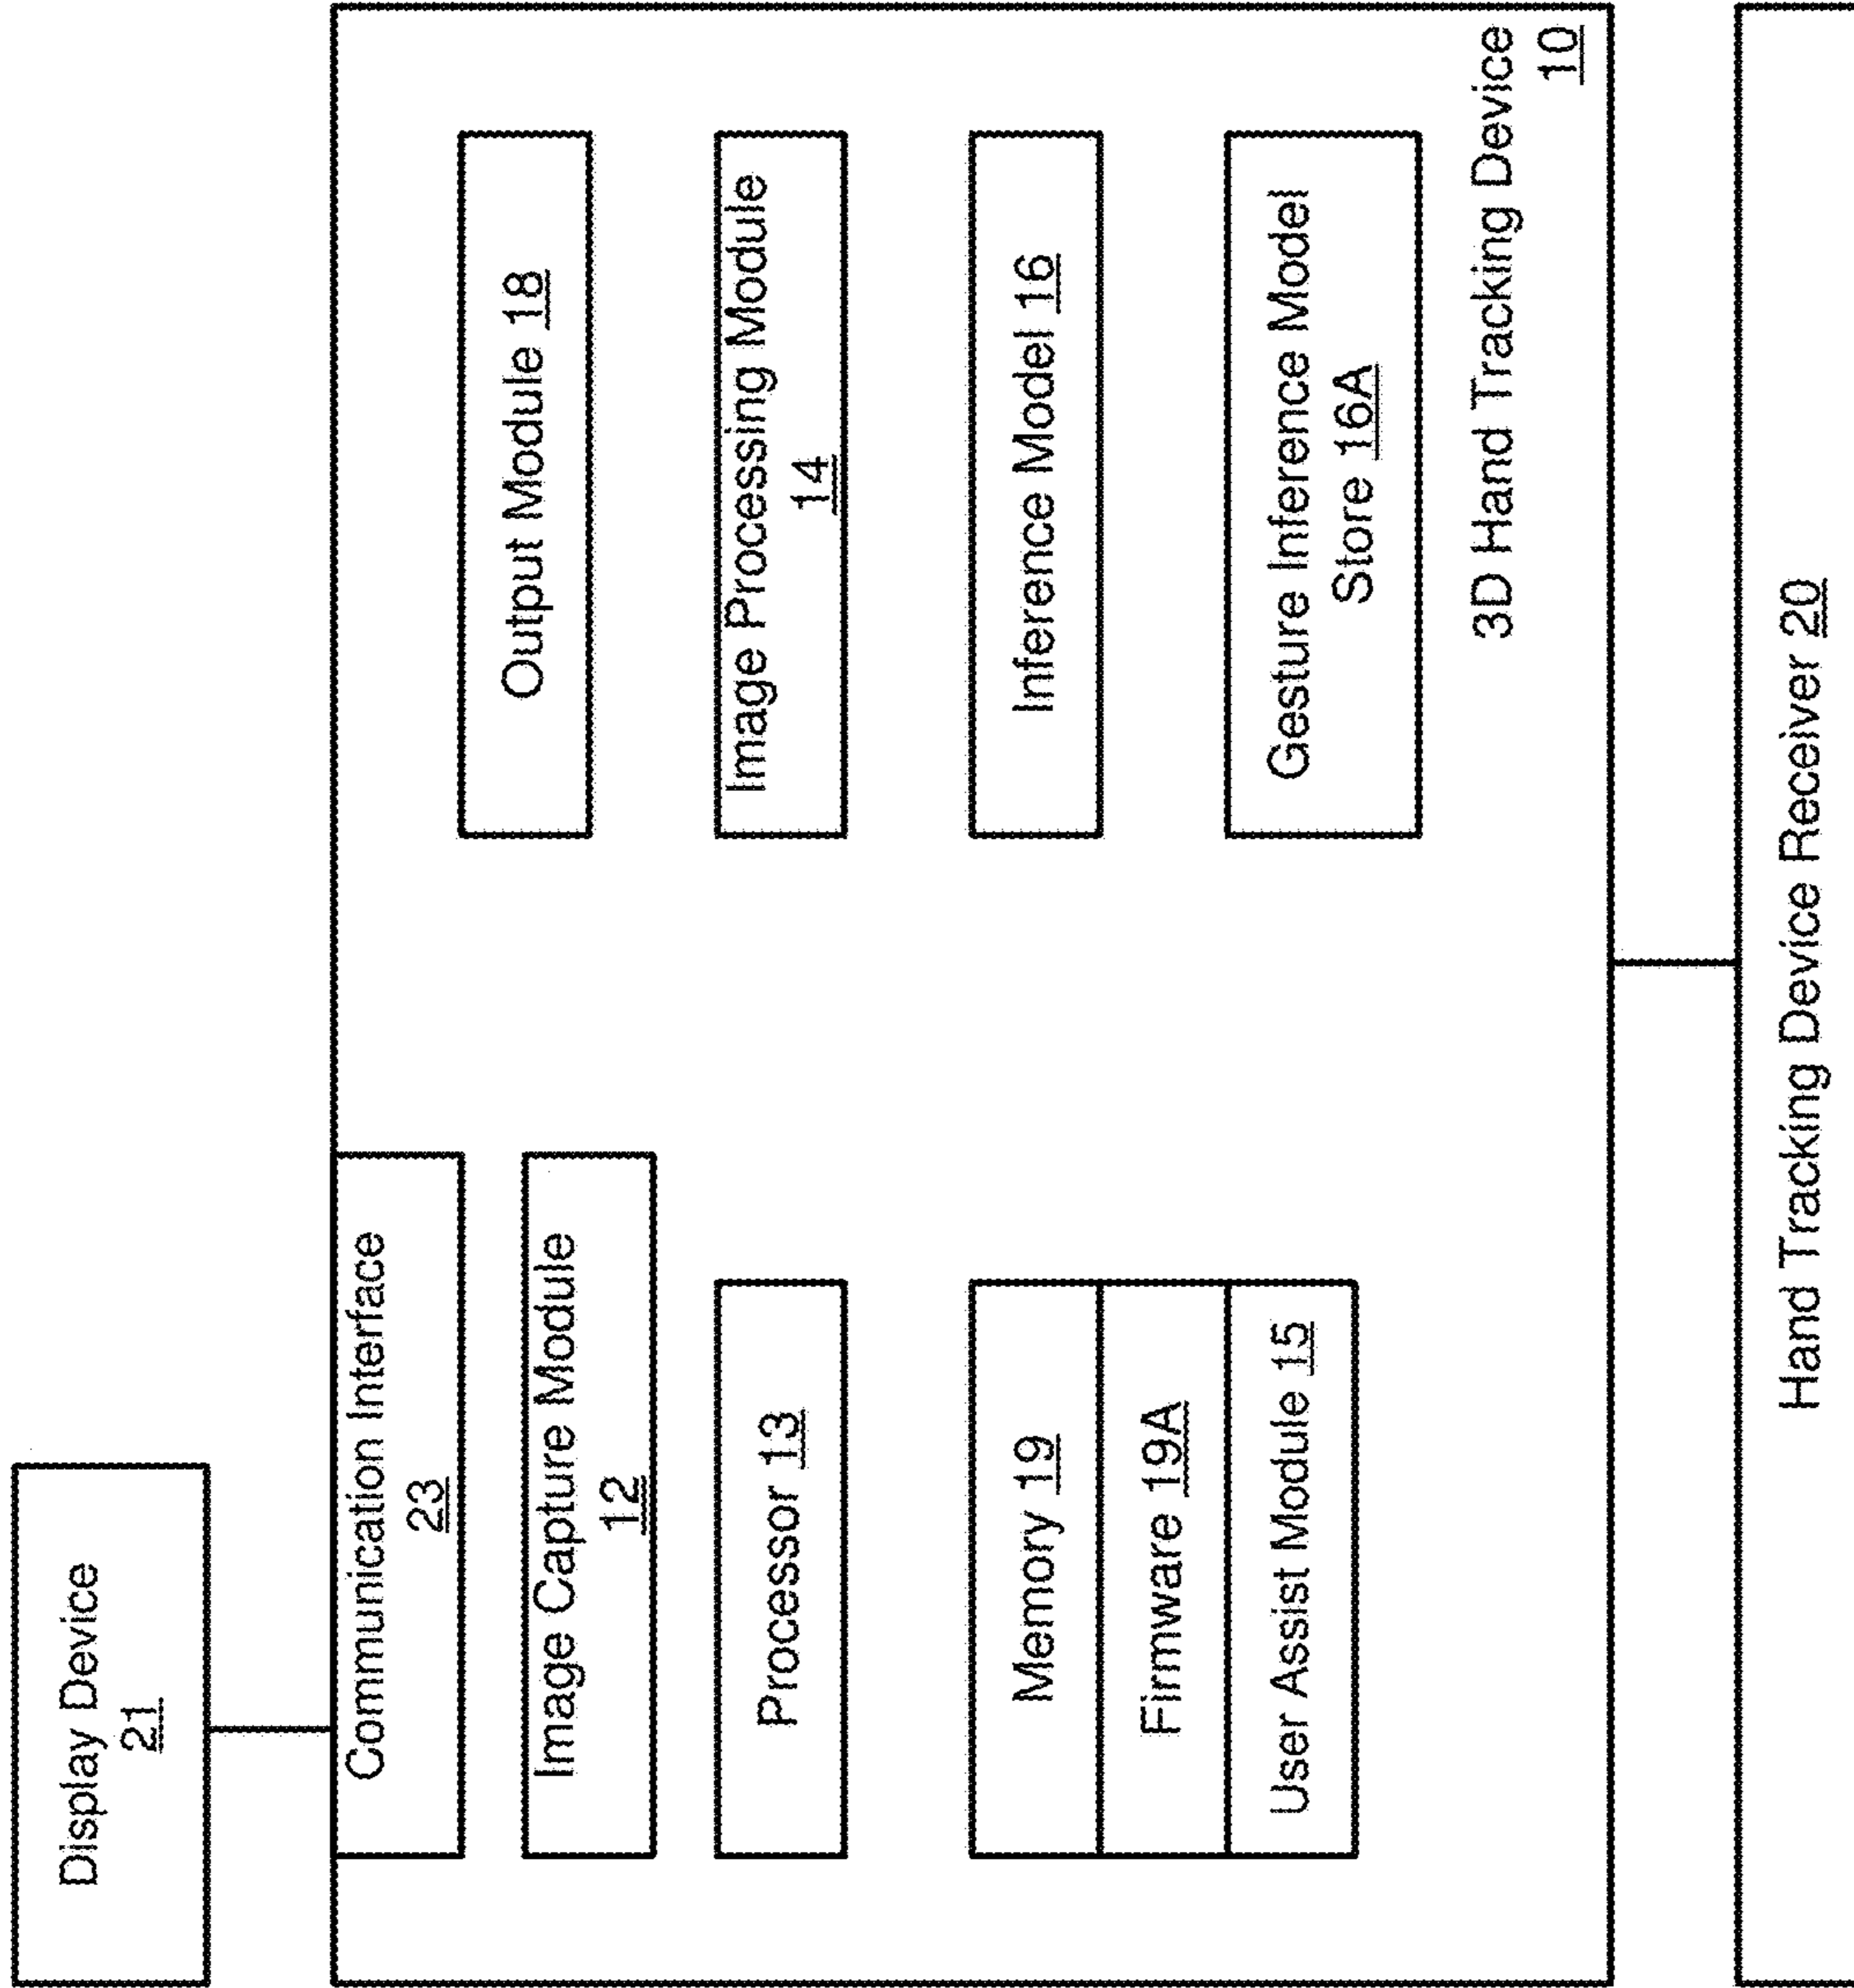 Display Device
21
Communication Interface
23
Image Capture Module
12
Processor 13
Memory 19
Firmware 19A
User Assist Module 15
Output Module 18
Image Processing Module
14
Inference Model 16
Gesture Inference Model
Store 16A
3D Hand Tracking Device
10
Hand Tracking Device Receiver 20